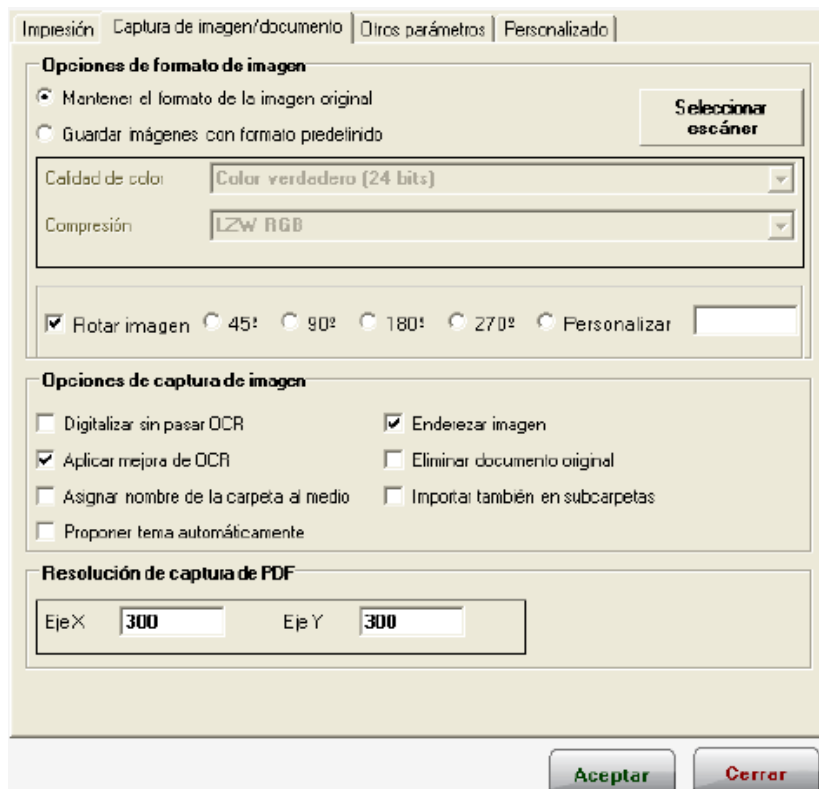 Impresión Captura de imagen/documento Otros parámetros Personalizado
Opciones de formato de imagen
Mantener el formato de la imagen original
Seleccionar
escáner
Guardar imágenes con formato predefinido
Calidad de color Color verdadero (24 bits)
Compresión LZW RGB
Rotar imagen 45º 90º 180º 270º Personalizar
Opciones de captura de imagen
Digitalizar sin pasar OCR Enderezar imagen
Aplicar mejora de OCR Eliminar documento original
Asignar nombre de la carpeta al medio Importar también en subcarpetas
Proponer tema automáticamente
Resolución de captura de PDF
Eje X 300 Eje Y 300
Aceptar Cerrar